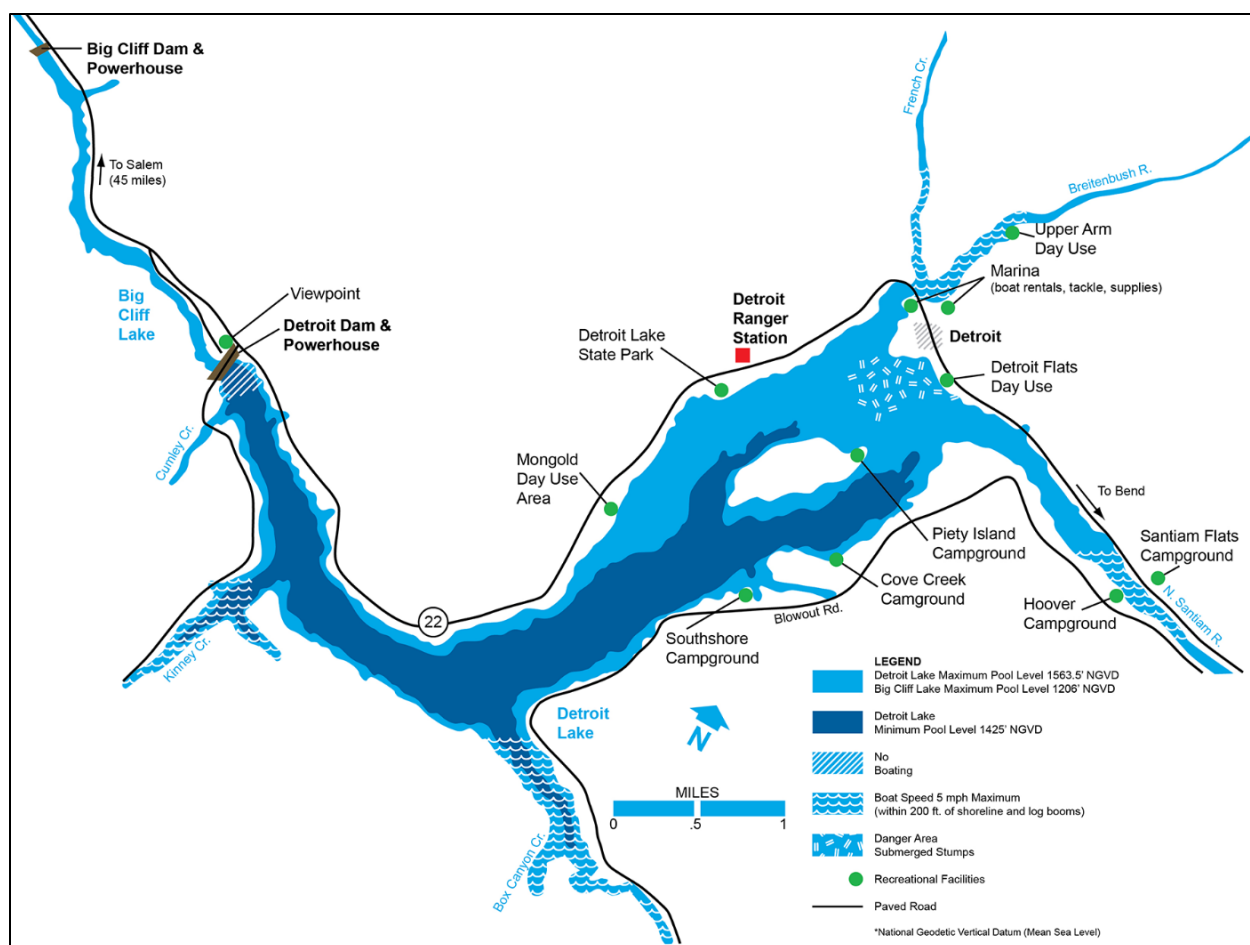 Big Cliff Dam &
Powerhouse
To Salem
(45 miles)
Big
Cliff
Lake
Viewpoint
Detroit Dam &
Powerhouse
Cumley Cr.
Kinney Cr.
22
Mongold
Day Use
Area
Detroit Lake
State Park
Detroit
Ranger
Station
French Cr.
Breitenbush R.
Upper Arm
Day Use
Marina
(boat rentals, tackle, supplies)
Detroit
Detroit Flats
Day Use
To Bend
Piety Island
Campground
Santiam Flats
Campground
Cove Creek
Camground
Hoover
Campground
N. Santiam R.
Blowout Rd.
Southshore
Campground
Detroit
Lake
Box Canyon Cr.
N
MILES
0 .5 1
LEGEND
Detroit Lake Maximum Pool Level 1563.5' NGVD
Big Cliff Lake Maximum Pool Level 1206' NGVD
Detroit Lake
Minimum Pool Level 1425' NGVD
No
Boating
Boat Speed 5 mph Maximum
(within 200 ft. of shoreline and log booms)
Danger Area
Submerged Stumps
Recreational Facilities
Paved Road
*National Geodetic Vertical Datum (Mean Sea Level)